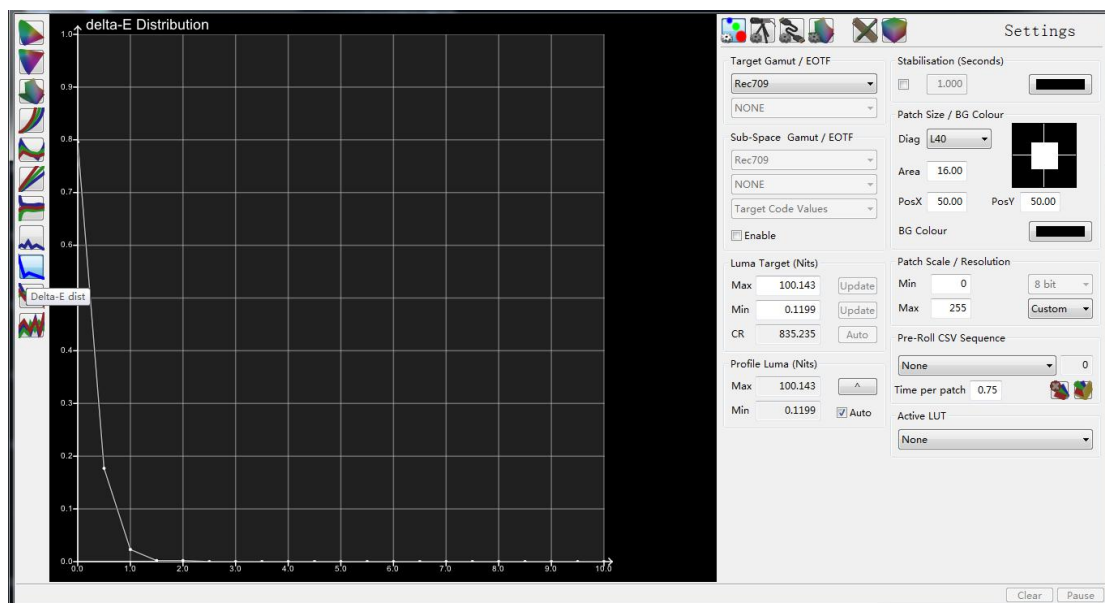 delta-E Distribution
1.0
0.9
0.8
0.7
0.6
Delta-E dist
0.4
0.3
0.2
0.1
0.0
0.0 1.0 2.0 3.0 4.0 5.0 6.0 7.0 8.0 9.0 10.0
Settings
Target Gamut / EOTF
Rec709
NONE
Sub-Space Gamut / EOTF
Rec709
NONE
Target Code Values
Enable
Luma Target (Nits)
Max 100.143 Update
Min 0.1199 Update
CR 835.235 Auto
Profile Luma (Nits)
Max 100.143 ^
Min 0.1199 Auto
Stabilisation (Seconds)
1.000
Patch Size / BG Colour
Diag L40
Area 16.00
PosX 50.00 PosY 50.00
BG Colour
Patch Scale / Resolution
Min 0 8 bit
Max 255 Custom
Pre-Roll CSV Sequence
None 0
Time per patch 0.75
Active LUT
None
Clear Pause